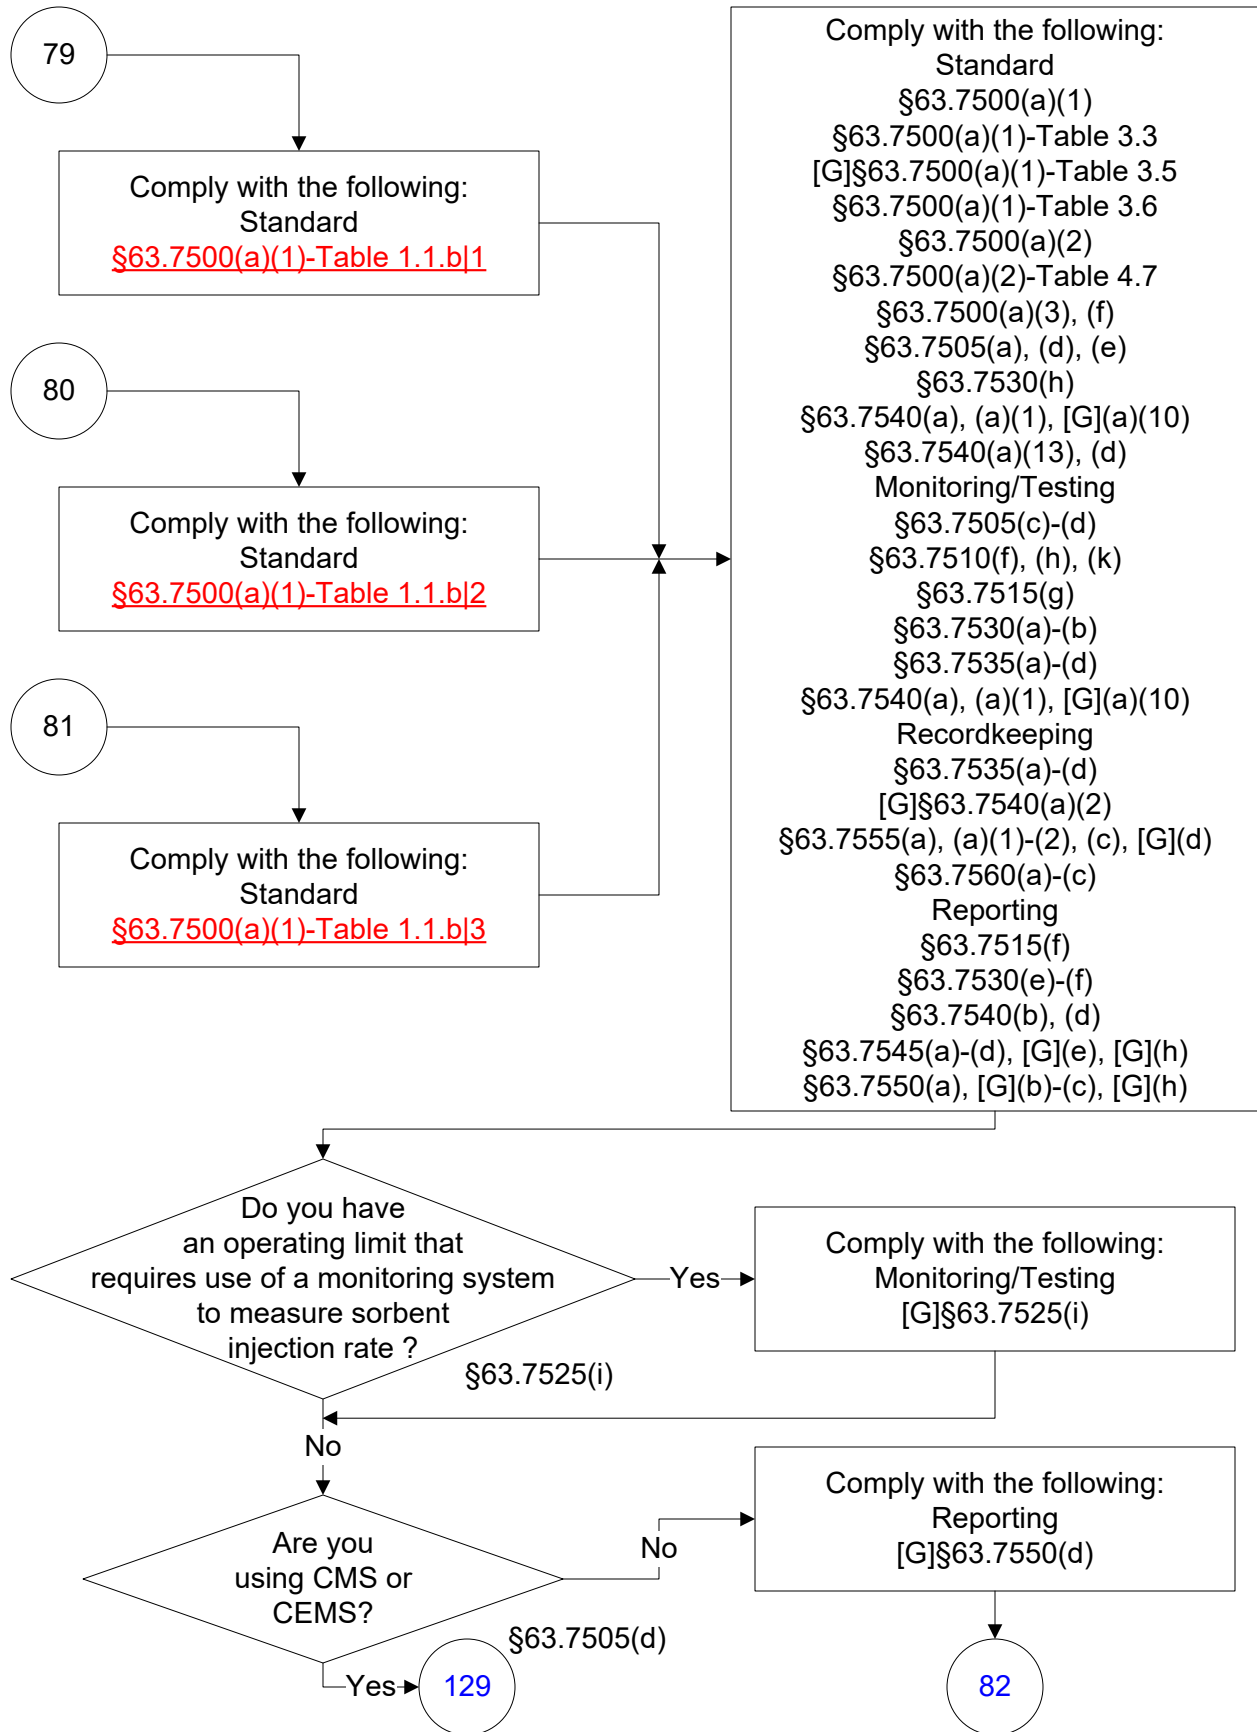 79
Comply with the following:
Standard
§63.7500(a)(1)-Table 1.1.b|1
80
Comply with the following:
Standard
§63.7500(a)(1)-Table 1.1.b|2
81
Comply with the following:
Standard
§63.7500(a)(1)-Table 1.1.b|3
Comply with the following:
Standard
§63.7500(a)(1)
§63.7500(a)(1)-Table 3.3
[G]§63.7500(a)(1)-Table 3.5
§63.7500(a)(1)-Table 3.6
§63.7500(a)(2)
§63.7500(a)(2)-Table 4.7
§63.7500(a)(3), (f)
§63.7505(a), (d), (e)
§63.7530(h)
§63.7540(a), (a)(1), [G](a)(10)
§63.7540(a)(13), (d)
Monitoring/Testing
§63.7505(c)-(d)
§63.7510(f), (h), (k)
§63.7515(g)
§63.7530(a)-(b)
§63.7535(a)-(d)
§63.7540(a), (a)(1), [G](a)(10)
Recordkeeping
§63.7535(a)-(d)
[G]§63.7540(a)(2)
§63.7555(a), (a)(1)-(2), (c), [G](d)
§63.7560(a)-(c)
Reporting
§63.7515(f)
§63.7530(e)-(f)
§63.7540(b), (d)
§63.7545(a)-(d), [G](e), [G](h)
§63.7550(a), [G](b)-(c), [G](h)
Do you have
an operating limit that
requires use of a monitoring system
to measure sorbent
injection rate ?
§63.7525(i)
Yes
Comply with the following:
Monitoring/Testing
[G]§63.7525(i)
No
Are you
using CMS or
CEMS?
§63.7505(d)
No
Comply with the following:
Reporting
[G]§63.7550(d)
Yes
129
82